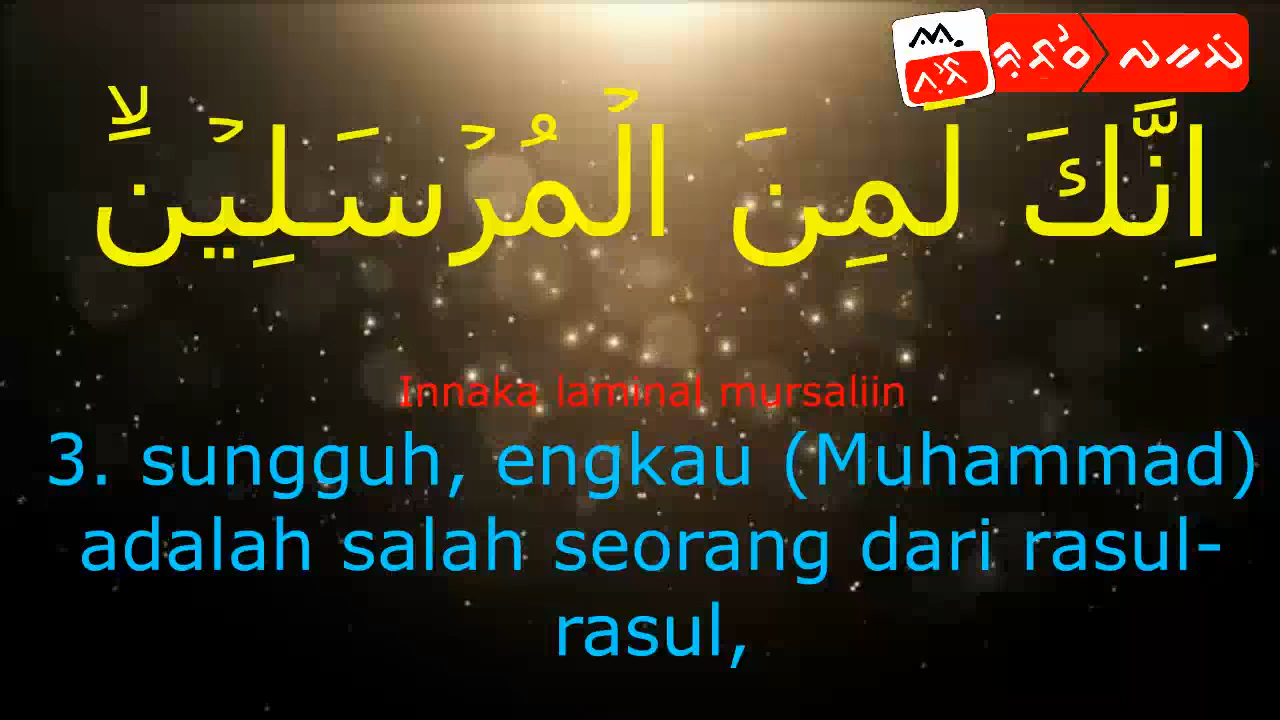 اِنَّكَ لَمِنَ الْمُرْسَلِيْنَۙ
Innaka laminal mursaliin
3. sungguh, engkau (Muhammad)
adalah salah seorang dari rasul-
rasul,